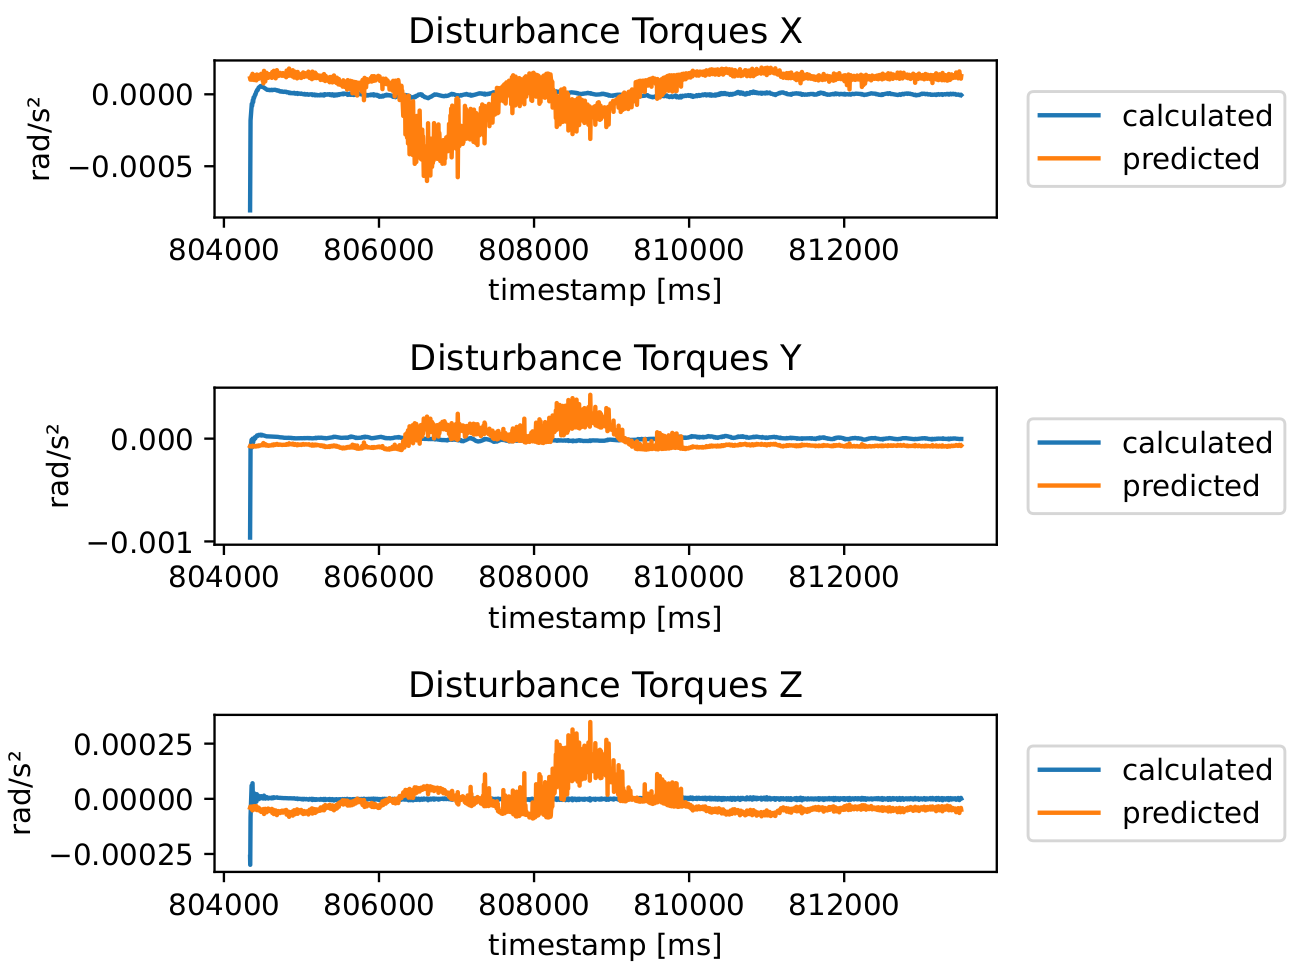 Disturbance Torques X
0.0000
−0.0005
rad/s²
804000 806000 808000 810000 812000
timestamp [ms]
calculated
predicted
Disturbance Torques Y
0.000
−0.001
rad/s²
804000 806000 808000 810000 812000
timestamp [ms]
calculated
predicted
Disturbance Torques Z
0.00025
0.00000
−0.00025
rad/s²
804000 806000 808000 810000 812000
timestamp [ms]
calculated
predicted